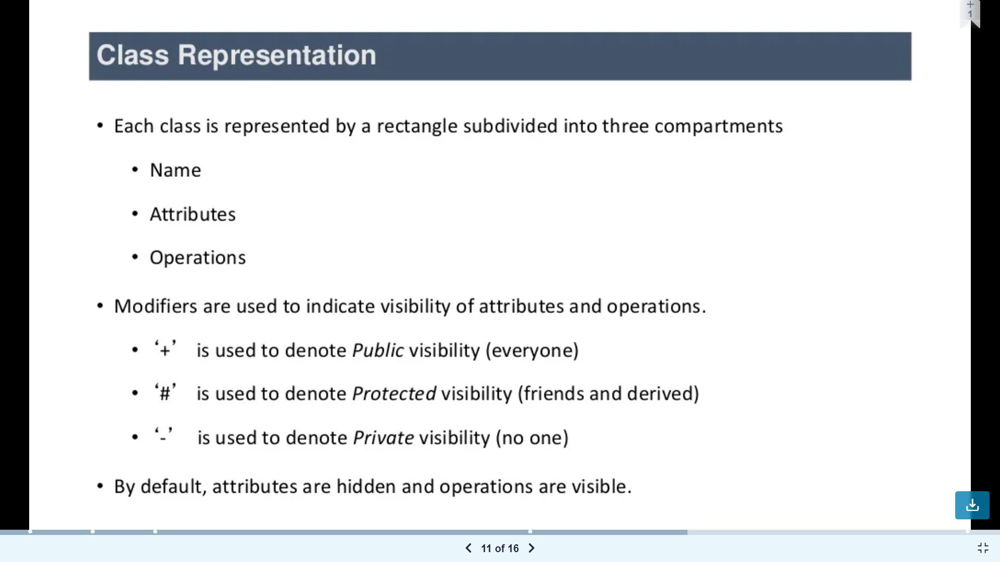 +
1
Class Representation
• Each class is represented by a rectangle subdivided into three compartments
• Name
• Attributes
• Operations
• Modifiers are used to indicate visibility of attributes and operations.
• ‘+’ is used to denote Public visibility (everyone)
• ‘#’ is used to denote Protected visibility (friends and derived)
• ‘-’ is used to denote Private visibility (no one)
• By default, attributes are hidden and operations are visible.
11 of 16